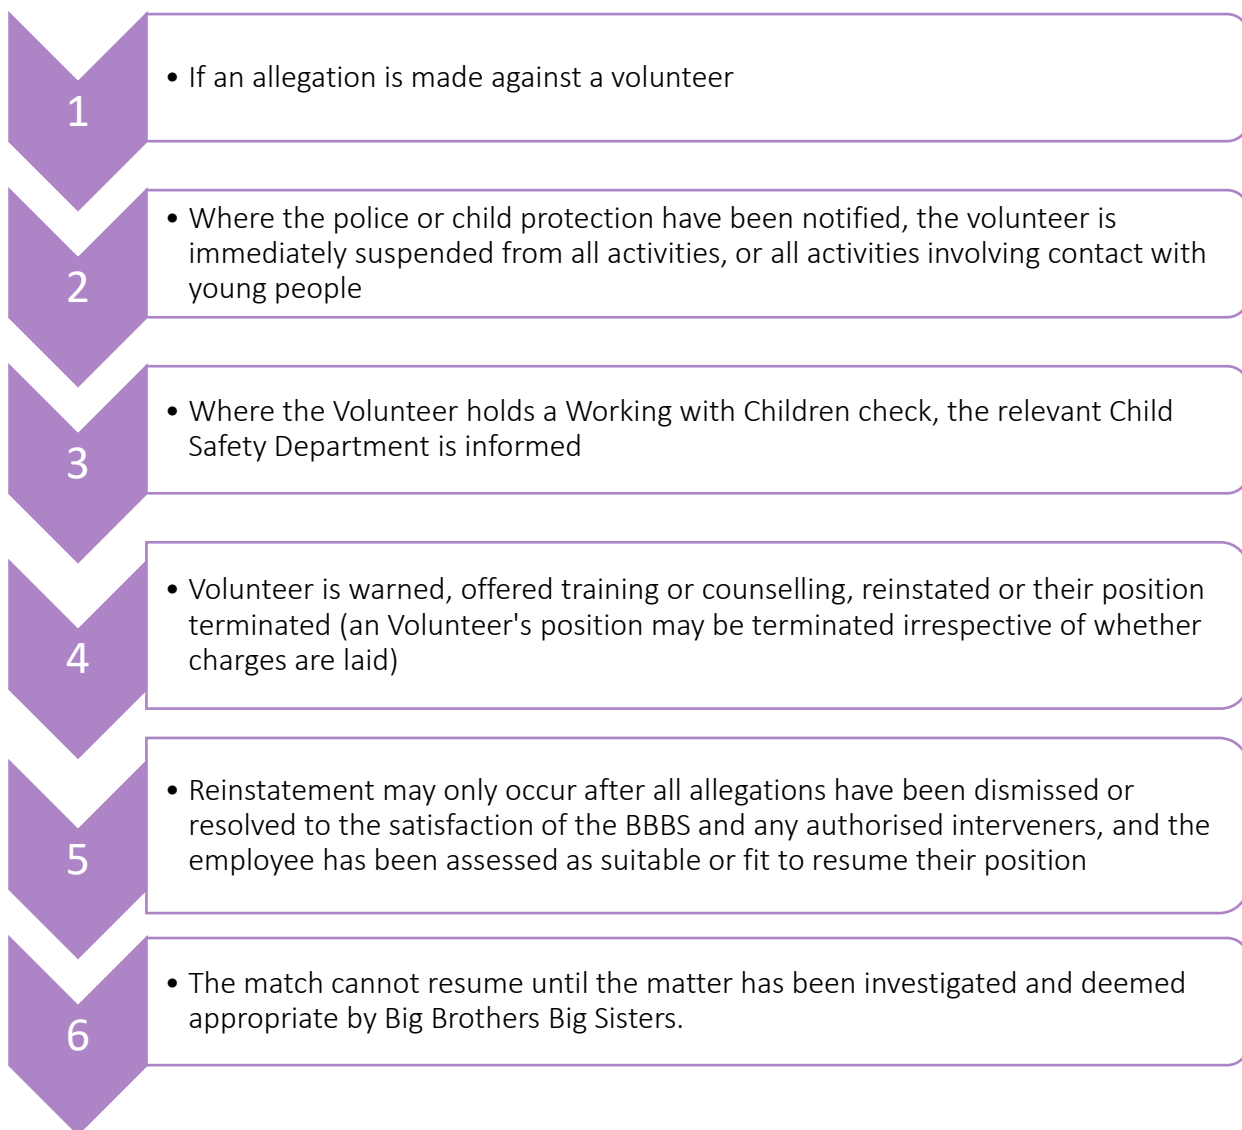 1
• If an allegation is made against a volunteer
2
• Where the police or child protection have been notified, the volunteer is
immediately suspended from all activities, or all activities involving contact with
young people
3
• Where the Volunteer holds a Working with Children check, the relevant Child
Safety Department is informed
4
• Volunteer is warned, offered training or counselling, reinstated or their position
terminated (an Volunteer's position may be terminated irrespective of whether
charges are laid)
5
• Reinstatement may only occur after all allegations have been dismissed or
resolved to the satisfaction of the BBBS and any authorised interveners, and the
employee has been assessed as suitable or fit to resume their position
6
• The match cannot resume until the matter has been investigated and deemed
appropriate by Big Brothers Big Sisters.